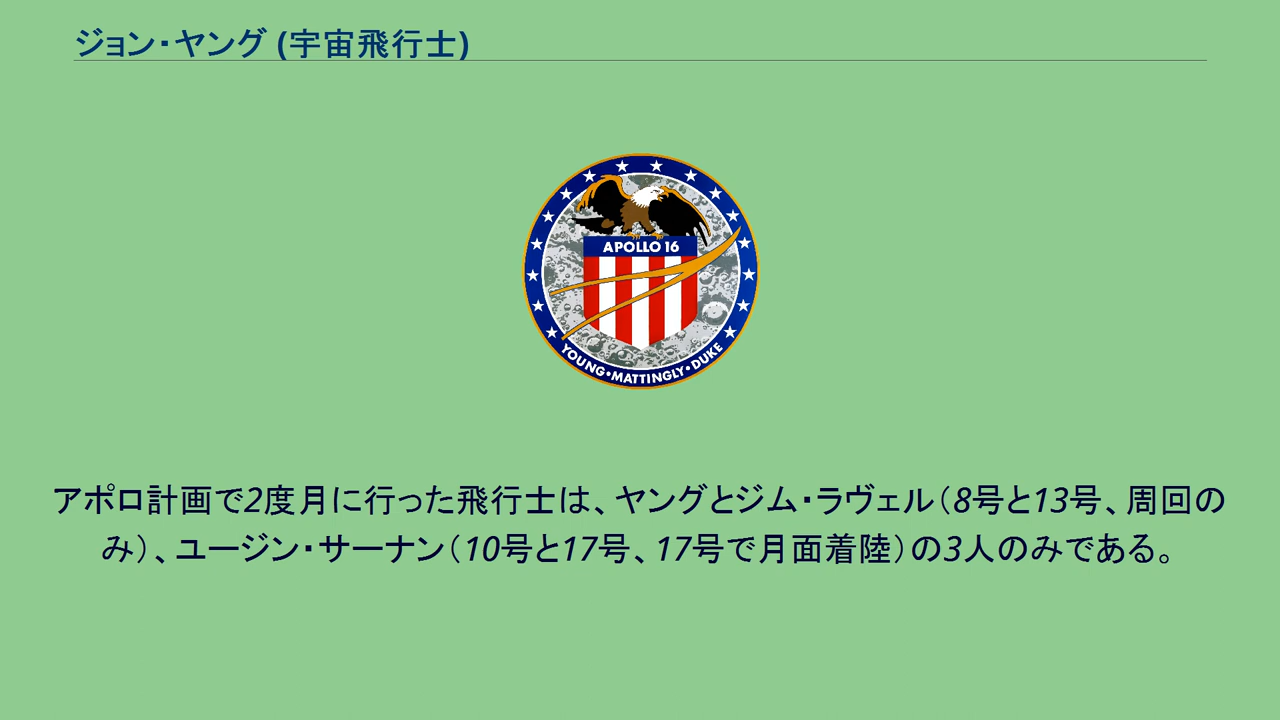 ジョン・ヤング (宇宙飛行士)
APOLLO 16
YOUNG•MATTINGLY•DUKE
アポロ計画で2度月に行った飛行士は、ヤングとジム・ラヴェル（8号と13号、周回の
み）、ユージン・サーナン（10号と17号、17号で月面着陸）の3人のみである。